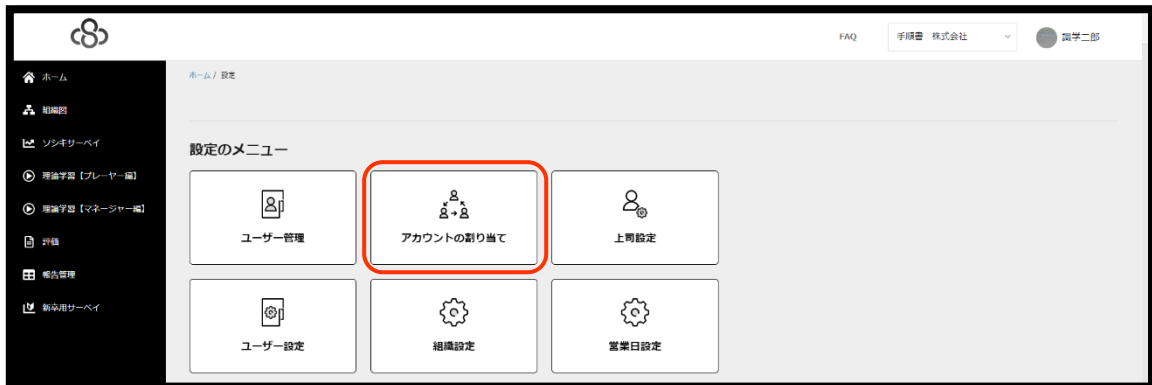 FAQ
手順書 株式会社
識学二郎
ホーム
組織図
ソシキサーベイ
理論学習【プレーヤー編】
理論学習【マネージャー編】
評価
報告管理
新卒用サーベイ
ホーム / 設定
設定のメニュー
ユーザー管理
アカウントの割り当て
上司設定
ユーザー設定
組織設定
営業日設定